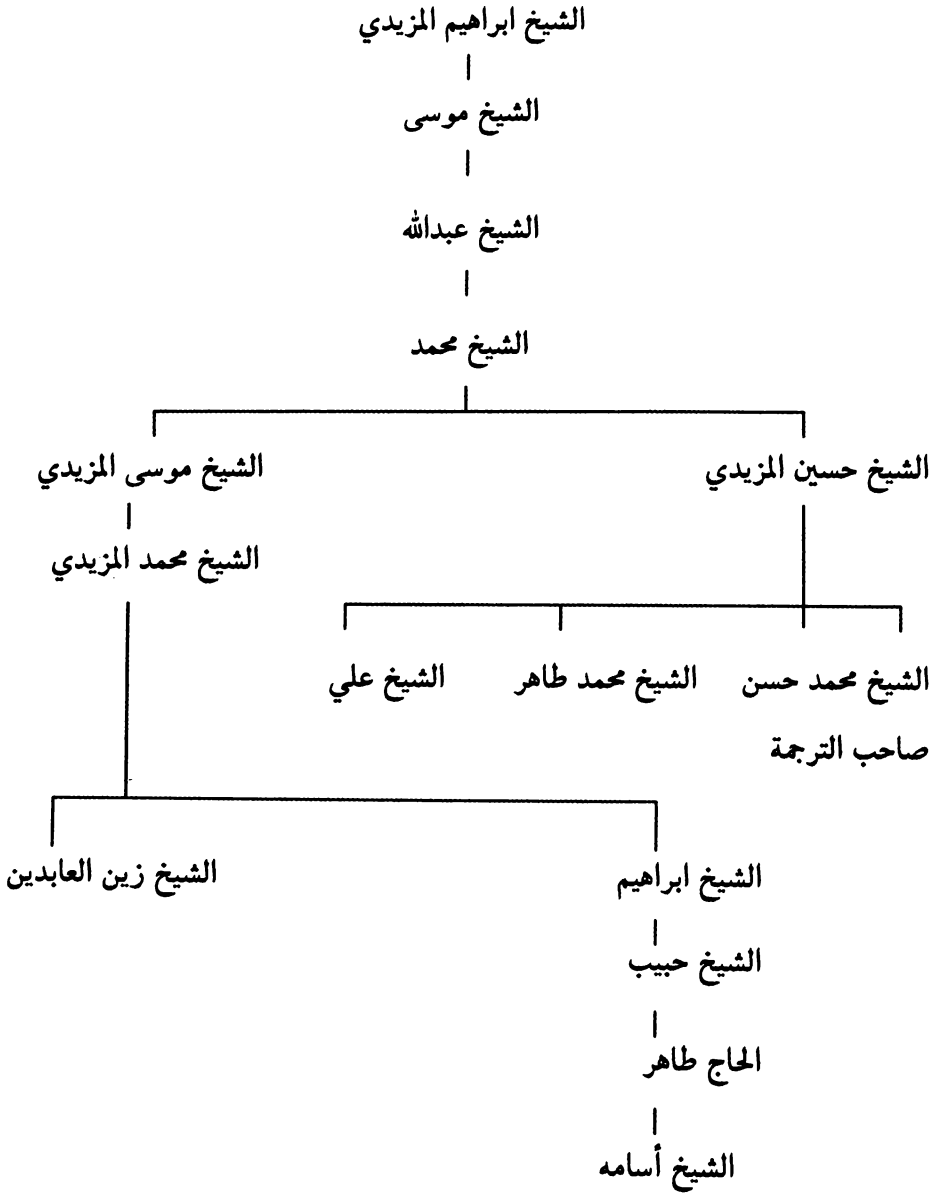 الشيخ ابراهيم المزيدي
الشيخ موسى
الشيخ عبدالله
الشيخ محمد
الشيخ حسين المزيدي
الشيخ موسى المزيدي
الشيخ محمد المزيدي
الشيخ محمد حسن
الشيخ محمد طاهر
الشيخ علي
صاحب الترجمة
الشيخ ابراهيم
الشيخ زين العابدين
الشيخ حبيب
الحاج طاهر
الشيخ أسامه